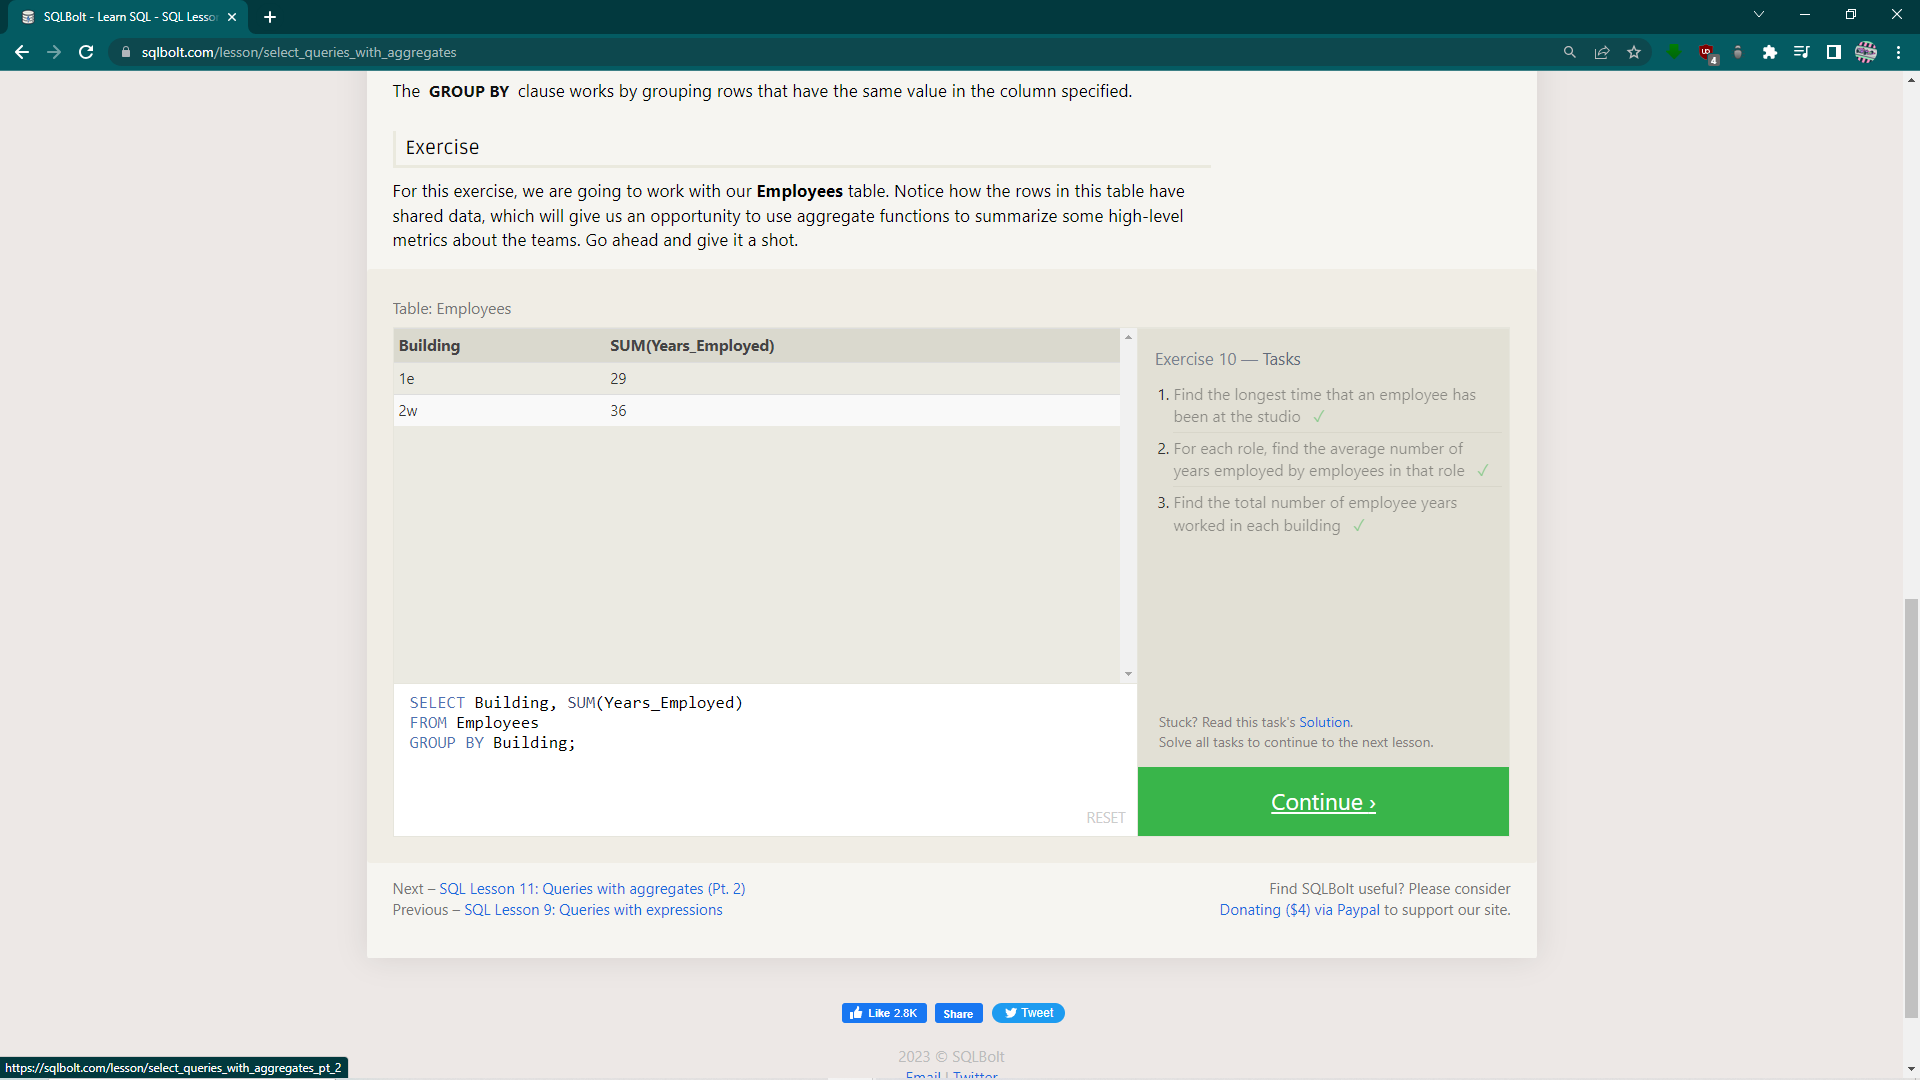 SQLBolt - Learn SQL - SQL Lesson
sqlbolt.com/lesson/select_queries_with_aggregates
4
The GROUP BY clause works by grouping rows that have the same value in the column specified.
Exercise
For this exercise, we are going to work with our Employees table. Notice how the rows in this table have
shared data, which will give us an opportunity to use aggregate functions to summarize some high-level
metrics about the teams. Go ahead and give it a shot.
Table: Employees
Building SUM(Years_Employed)
1e 29
2w 36
SELECT Building, SUM(Years_Employed)
FROM Employees
GROUP BY Building;
RESET
Exercise 10 — Tasks
1. Find the longest time that an employee has
been at the studio ✓
2. For each role, find the average number of
years employed by employees in that role ✓
3. Find the total number of employee years
worked in each building ✓
Stuck? Read this task's Solution.
Solve all tasks to continue to the next lesson.
Continue ›
Next – SQL Lesson 11: Queries with aggregates (Pt. 2)
Previous – SQL Lesson 9: Queries with expressions
Find SQLBolt useful? Please consider
Donating ($4) via Paypal to support our site.
Like 2.8K Share Tweet
2023 © SQLBolt
Email | Twitter
https://sqlbolt.com/lesson/select_queries_with_aggregates_pt_2